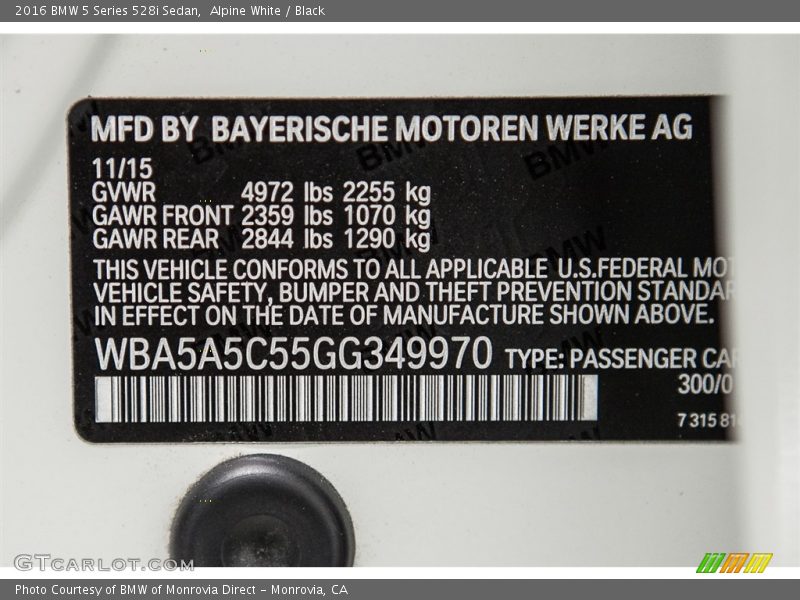 2016 BMW 5 Series 528i Sedan,  Alpine White / Black
MFD BY BAYERISCHE MOTOREN WERKE AG
11/15
GVWR 4972 lbs 2255 kg
GAWR FRONT 2359 lbs 1070 kg
GAWR REAR 2844 lbs 1290 kg
THIS VEHICLE CONFORMS TO ALL APPLICABLE U.S.FEDERAL MOT
VEHICLE SAFETY, BUMPER AND THEFT PREVENTION STANDAR
IN EFFECT ON THE DATE OF MANUFACTURE SHOWN ABOVE.
WBA5A5C55GG349970 TYPE: PASSENGER CAR
300/0
7 315 81
GTCARLOT.COM
Photo Courtesy of BMW of Monrovia Direct - Monrovia, CA